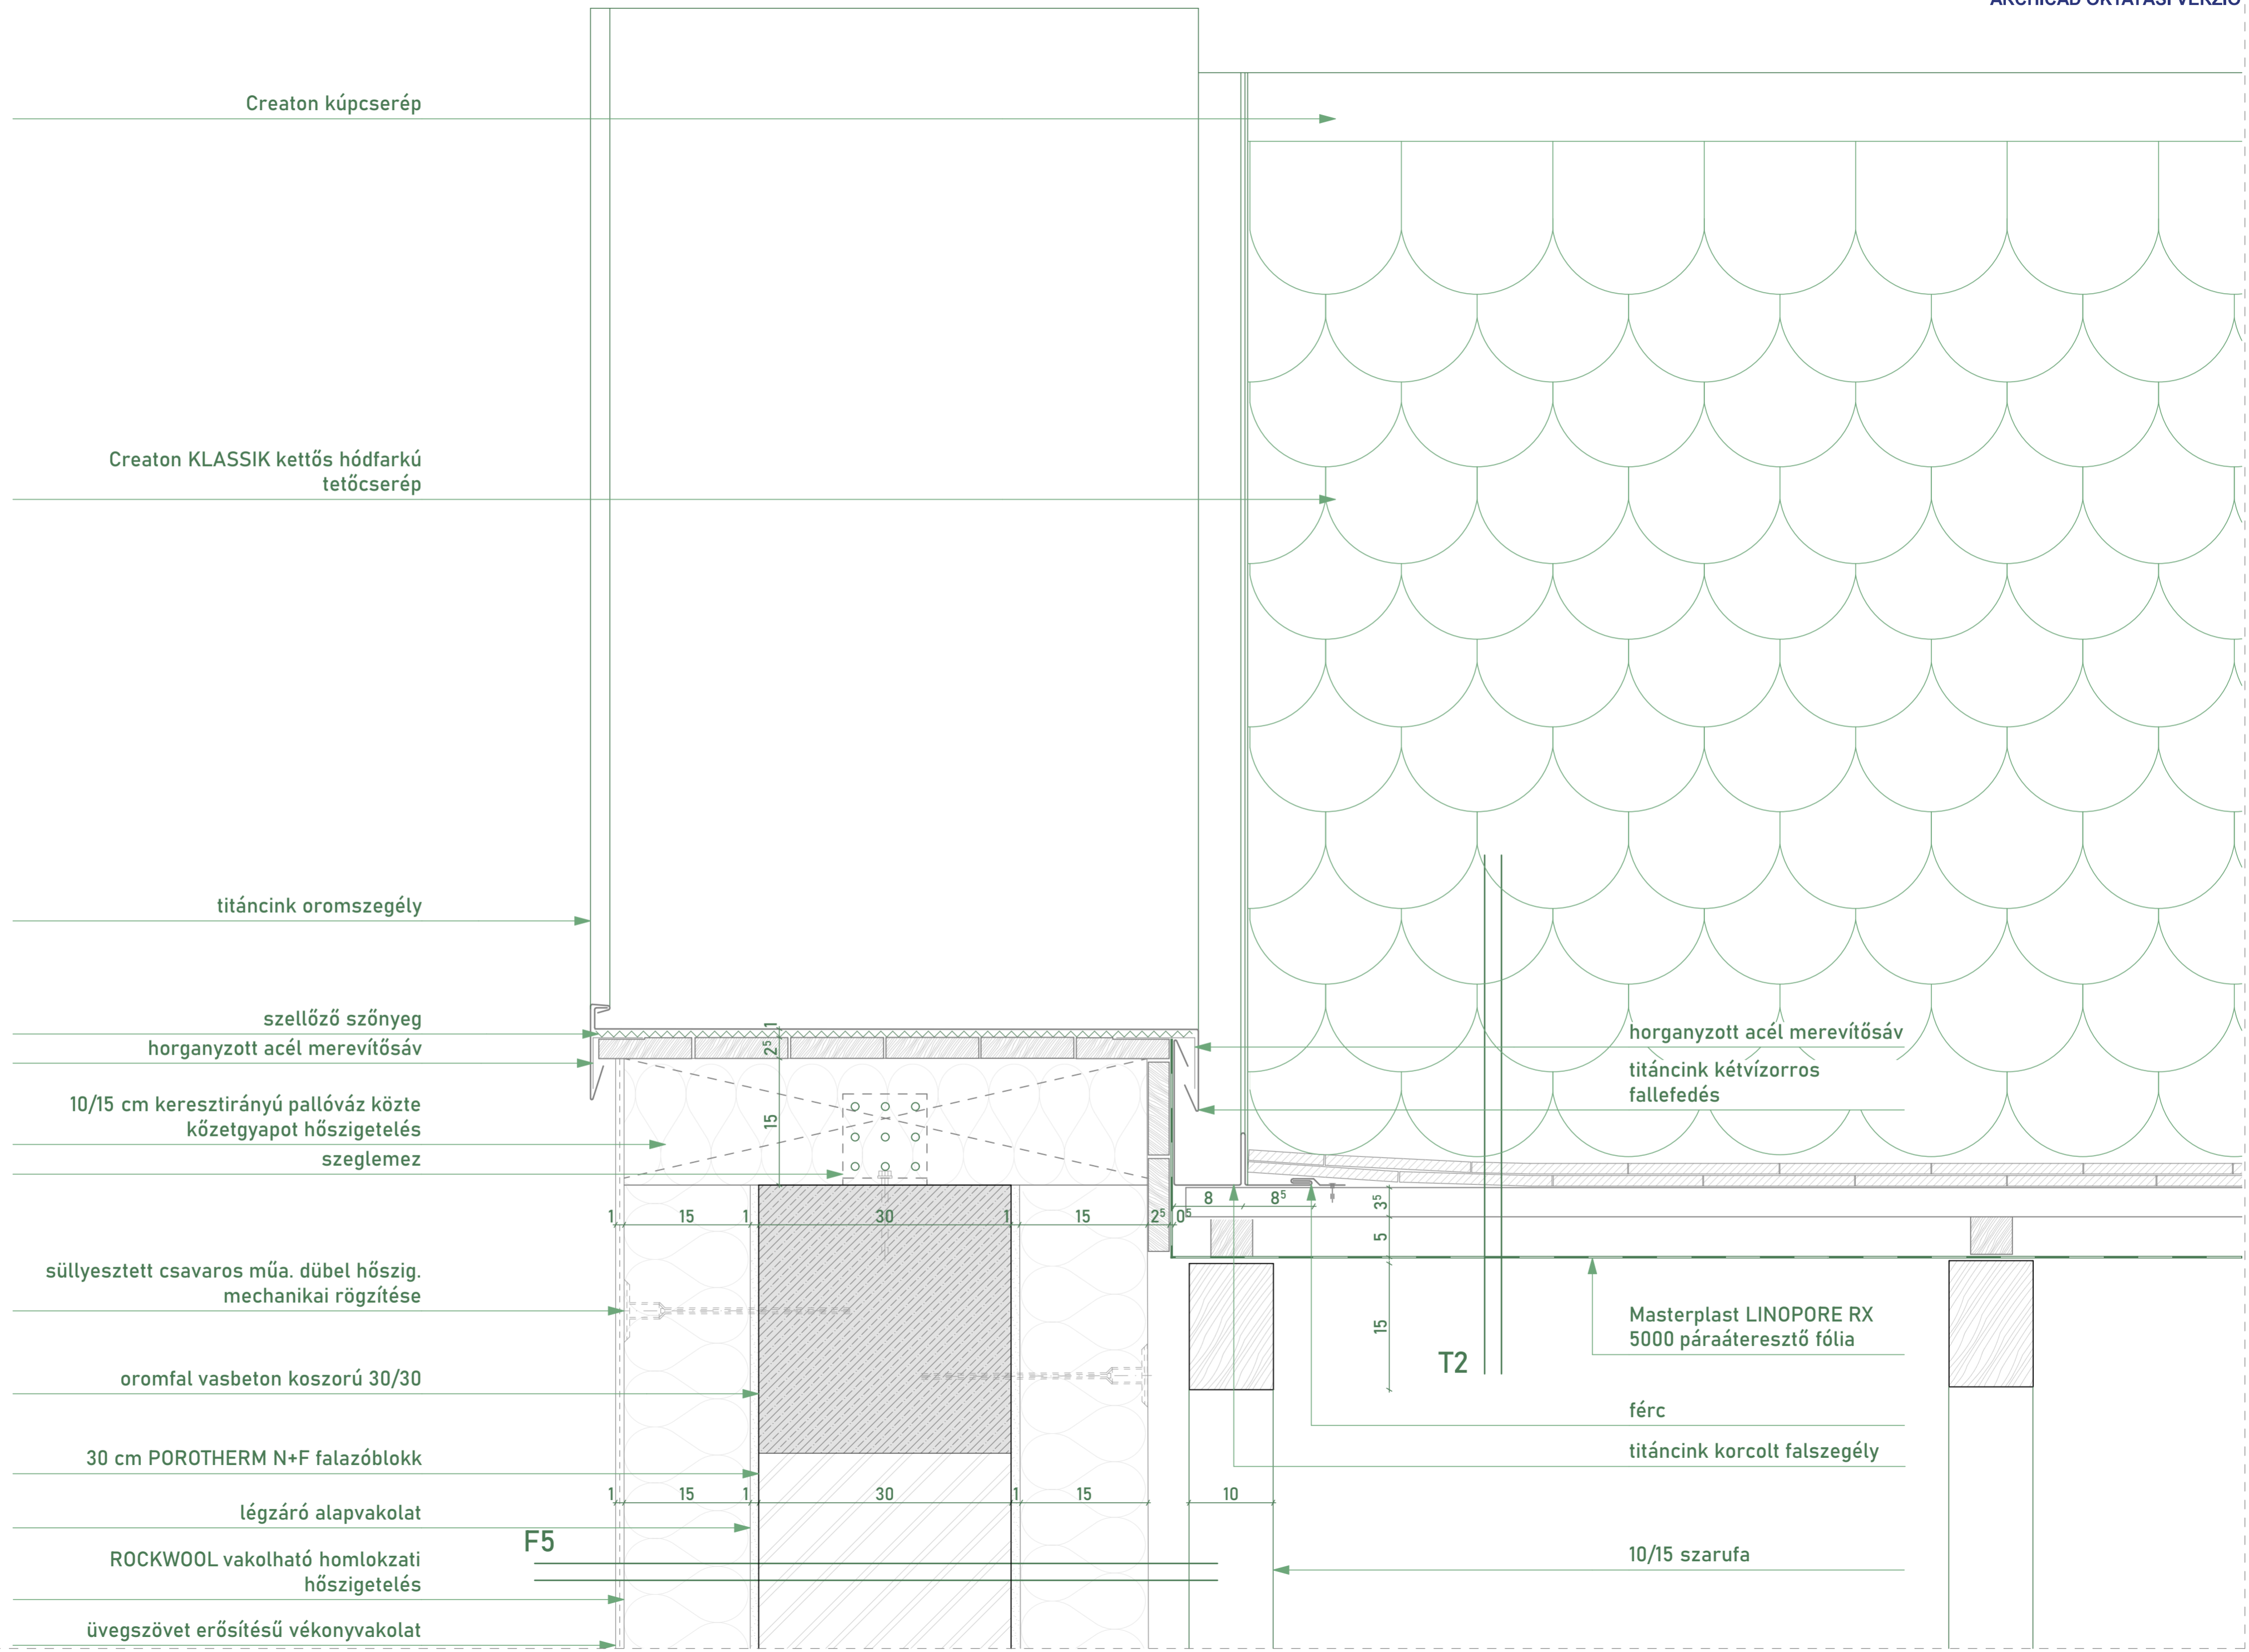 ARCHICAD OKTATÁSI VERZIÓ
Creaton kúpcserép
Creaton KLASSIK kettős hódfarkú
tetőcserép
titáncink oromszegély
szellőző szőnyeg
horganyzott acél merevítősáv
10/15 cm keresztirányú pallóváz közte
kőzetgyapot hőszigetelés
szeglemez
süllyesztett csavaros műa. dübel hőszig.
mechanikai rögzítése
oromfal vasbeton koszorú 30/30
30 cm POROTHERM N+F falazóblokk
légzáró alapvakolat
ROCKWOOL vakolható homlokzati
hőszigetelés
üvegszövet erősítésű vékonyvakolat
F5
1
2⁵
15
1 15 1 30 1 15 2⁵ 0⁵
1 15 1 30 1 15
8 8⁵
3⁵
5
15
10
T2
horganyzott acél merevítősáv
titáncink kétvízorros
fallefedés
Masterplast LINOPORE RX
5000 páraáteresztő fólia
férc
titáncink korcolt falszegély
10/15 szarufa